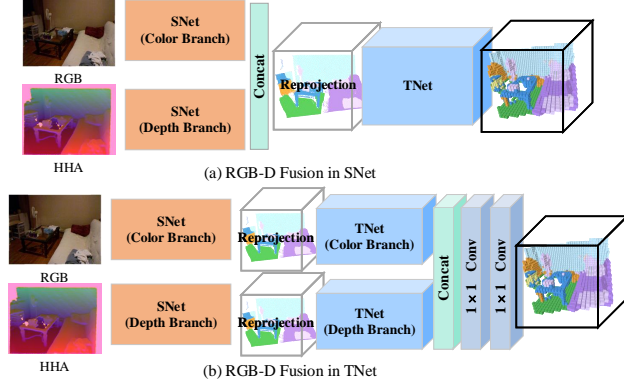 SNet
(Color Branch)
RGB
SNet
(Depth Branch)
HHA
Concat
Reprojection
TNet
(a) RGB-D Fusion in SNet
SNet
(Color Branch)
RGB
SNet
(Depth Branch)
HHA
Reprojection
Reprojection
TNet
(Color Branch)
TNet
(Depth Branch)
Concat
1×1 Conv
1×1 Conv
(b) RGB-D Fusion in TNet